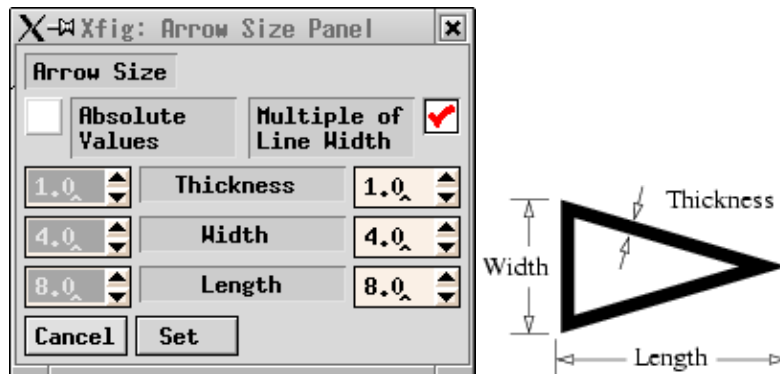 Xfig: Arrow Size Panel
Arrow Size
Absolute
Values
Multiple of
Line Width
1.0 Thickness 1.0
4.0 Width 4.0
8.0 Length 8.0
Cancel Set
Thickness
Width
Length